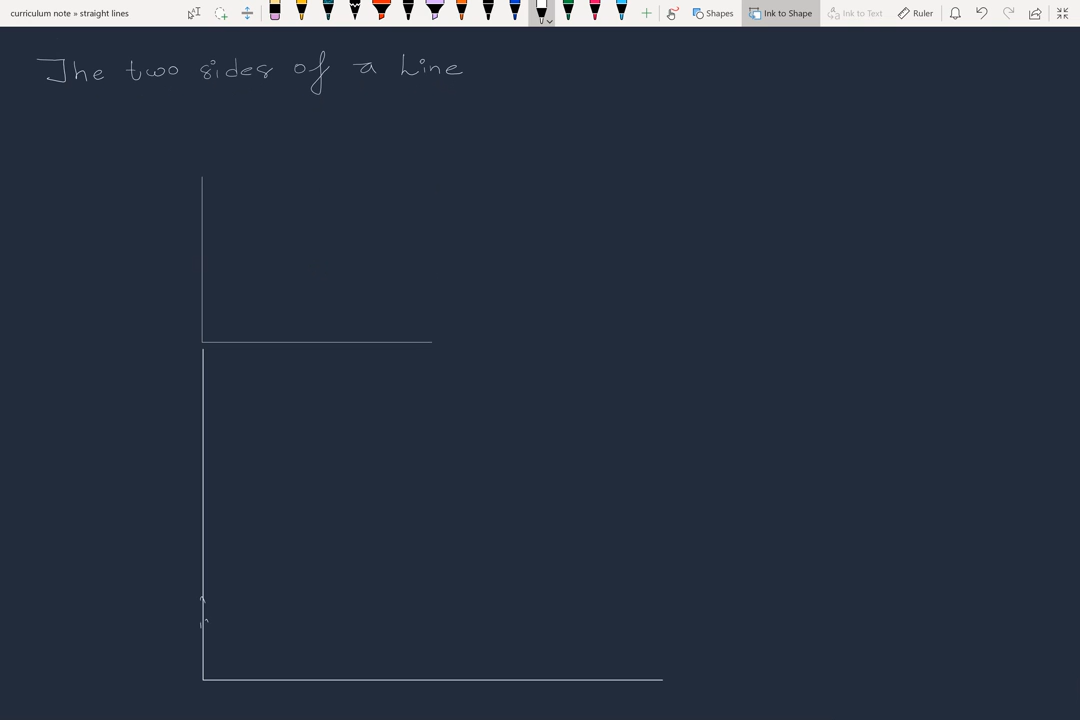 curriculum note » straight lines
Shapes
Ink to Shape
Ink to Text
Ruler
The two sides of a Line